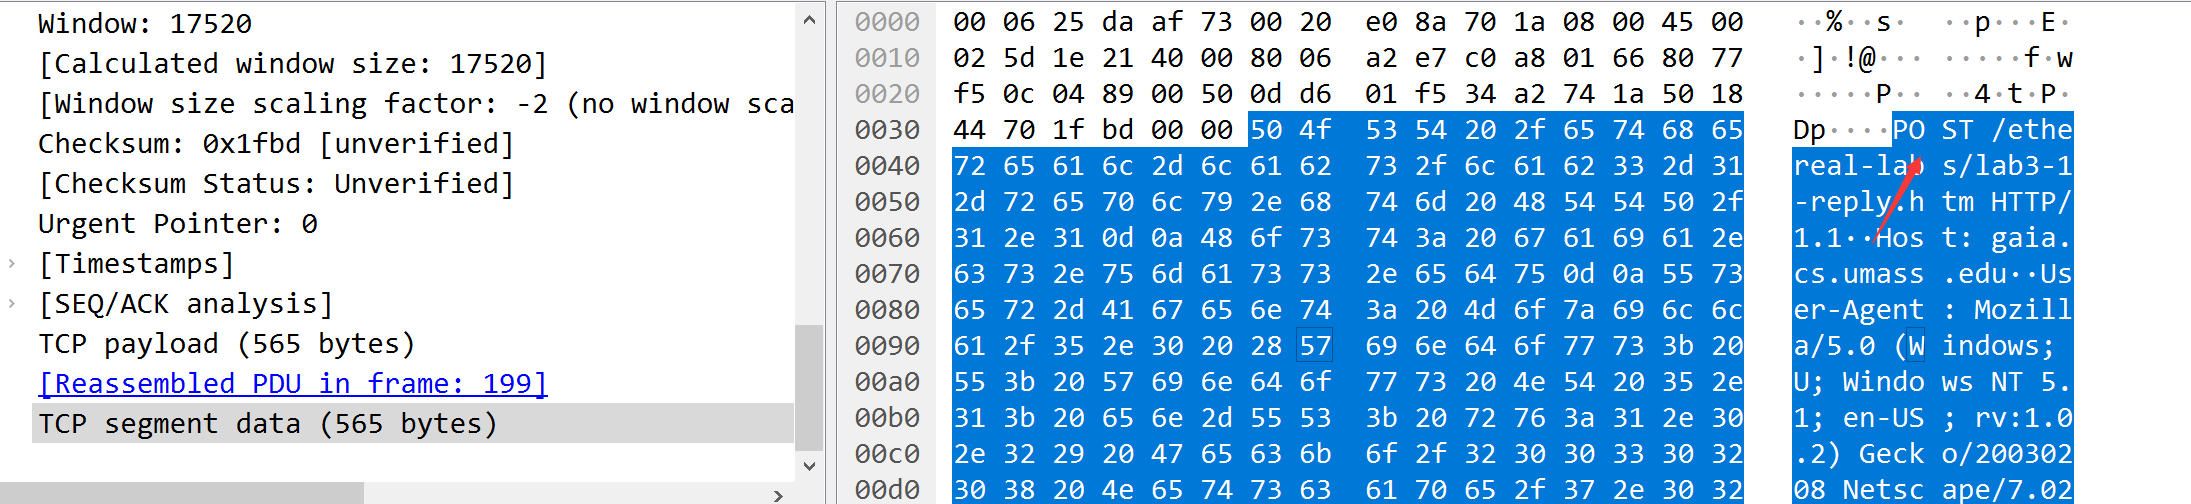 Window: 17520
[Calculated window size: 17520]
[Window size scaling factor: -2 (no window sca
Checksum: 0x1fbd [unverified]
[Checksum Status: Unverified]
Urgent Pointer: 0
[Timestamps]
[SEQ/ACK analysis]
TCP payload (565 bytes)
[Reassembled PDU in frame: 199]
TCP segment data (565 bytes)
0000 00 06 25 da af 73 00 20 e0 8a 70 1a 08 00 45 00 ··%··s· ··p···E·
0010 02 5d 1e 21 40 00 80 06 a2 e7 c0 a8 01 66 80 77 ·]·!@··· ·····f·w
0020 f5 0c 04 89 00 50 0d d6 01 f5 34 a2 74 1a 50 18 ·····P·· ··4·t·P·
0030 44 70 1f bd 00 00 50 4f 53 54 20 2f 65 74 68 65 Dp····PO ST /ethe
0040 72 65 61 6c 2d 6c 61 62 73 2f 6c 61 62 33 2d 31 real-lab s/lab3-1
0050 2d 72 65 70 6c 79 2e 68 74 6d 20 48 54 54 50 2f -reply.h tm HTTP/
0060 31 2e 31 0d 0a 48 6f 73 74 3a 20 67 61 69 61 2e 1.1··Hos t: gaia.
0070 63 73 2e 75 6d 61 73 73 2e 65 64 75 0d 0a 55 73 cs.umass .edu··Us
0080 65 72 2d 41 67 65 6e 74 3a 20 4d 6f 7a 69 6c 6c er-Agent : Mozill
0090 61 2f 35 2e 30 20 28 57 69 6e 64 6f 77 73 3b 20 a/5.0 (W indows;
00a0 55 3b 20 57 69 6e 64 6f 77 73 20 4e 54 20 35 2e U; Windo ws NT 5.
00b0 31 3b 20 65 6e 2d 55 53 3b 20 72 76 3a 31 2e 30 1; en-US ; rv:1.0
00c0 2e 32 29 20 47 65 63 6b 6f 2f 32 30 30 33 30 32 .2) Geck o/200302
00d0 30 38 20 4e 65 74 73 63 61 70 65 2f 37 2e 30 32 08 Netsc ape/7.02